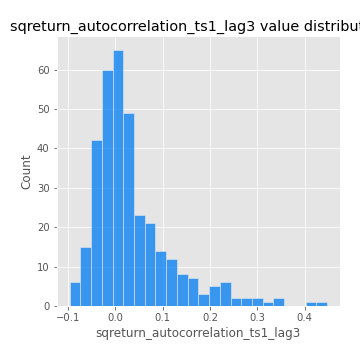 sqreturn_autocorrelation_ts1_lag3 value distribut
60
50
40
30
20
10
0
Count
−0.1 0.0 0.1 0.2 0.3 0.4
sqreturn_autocorrelation_ts1_lag3